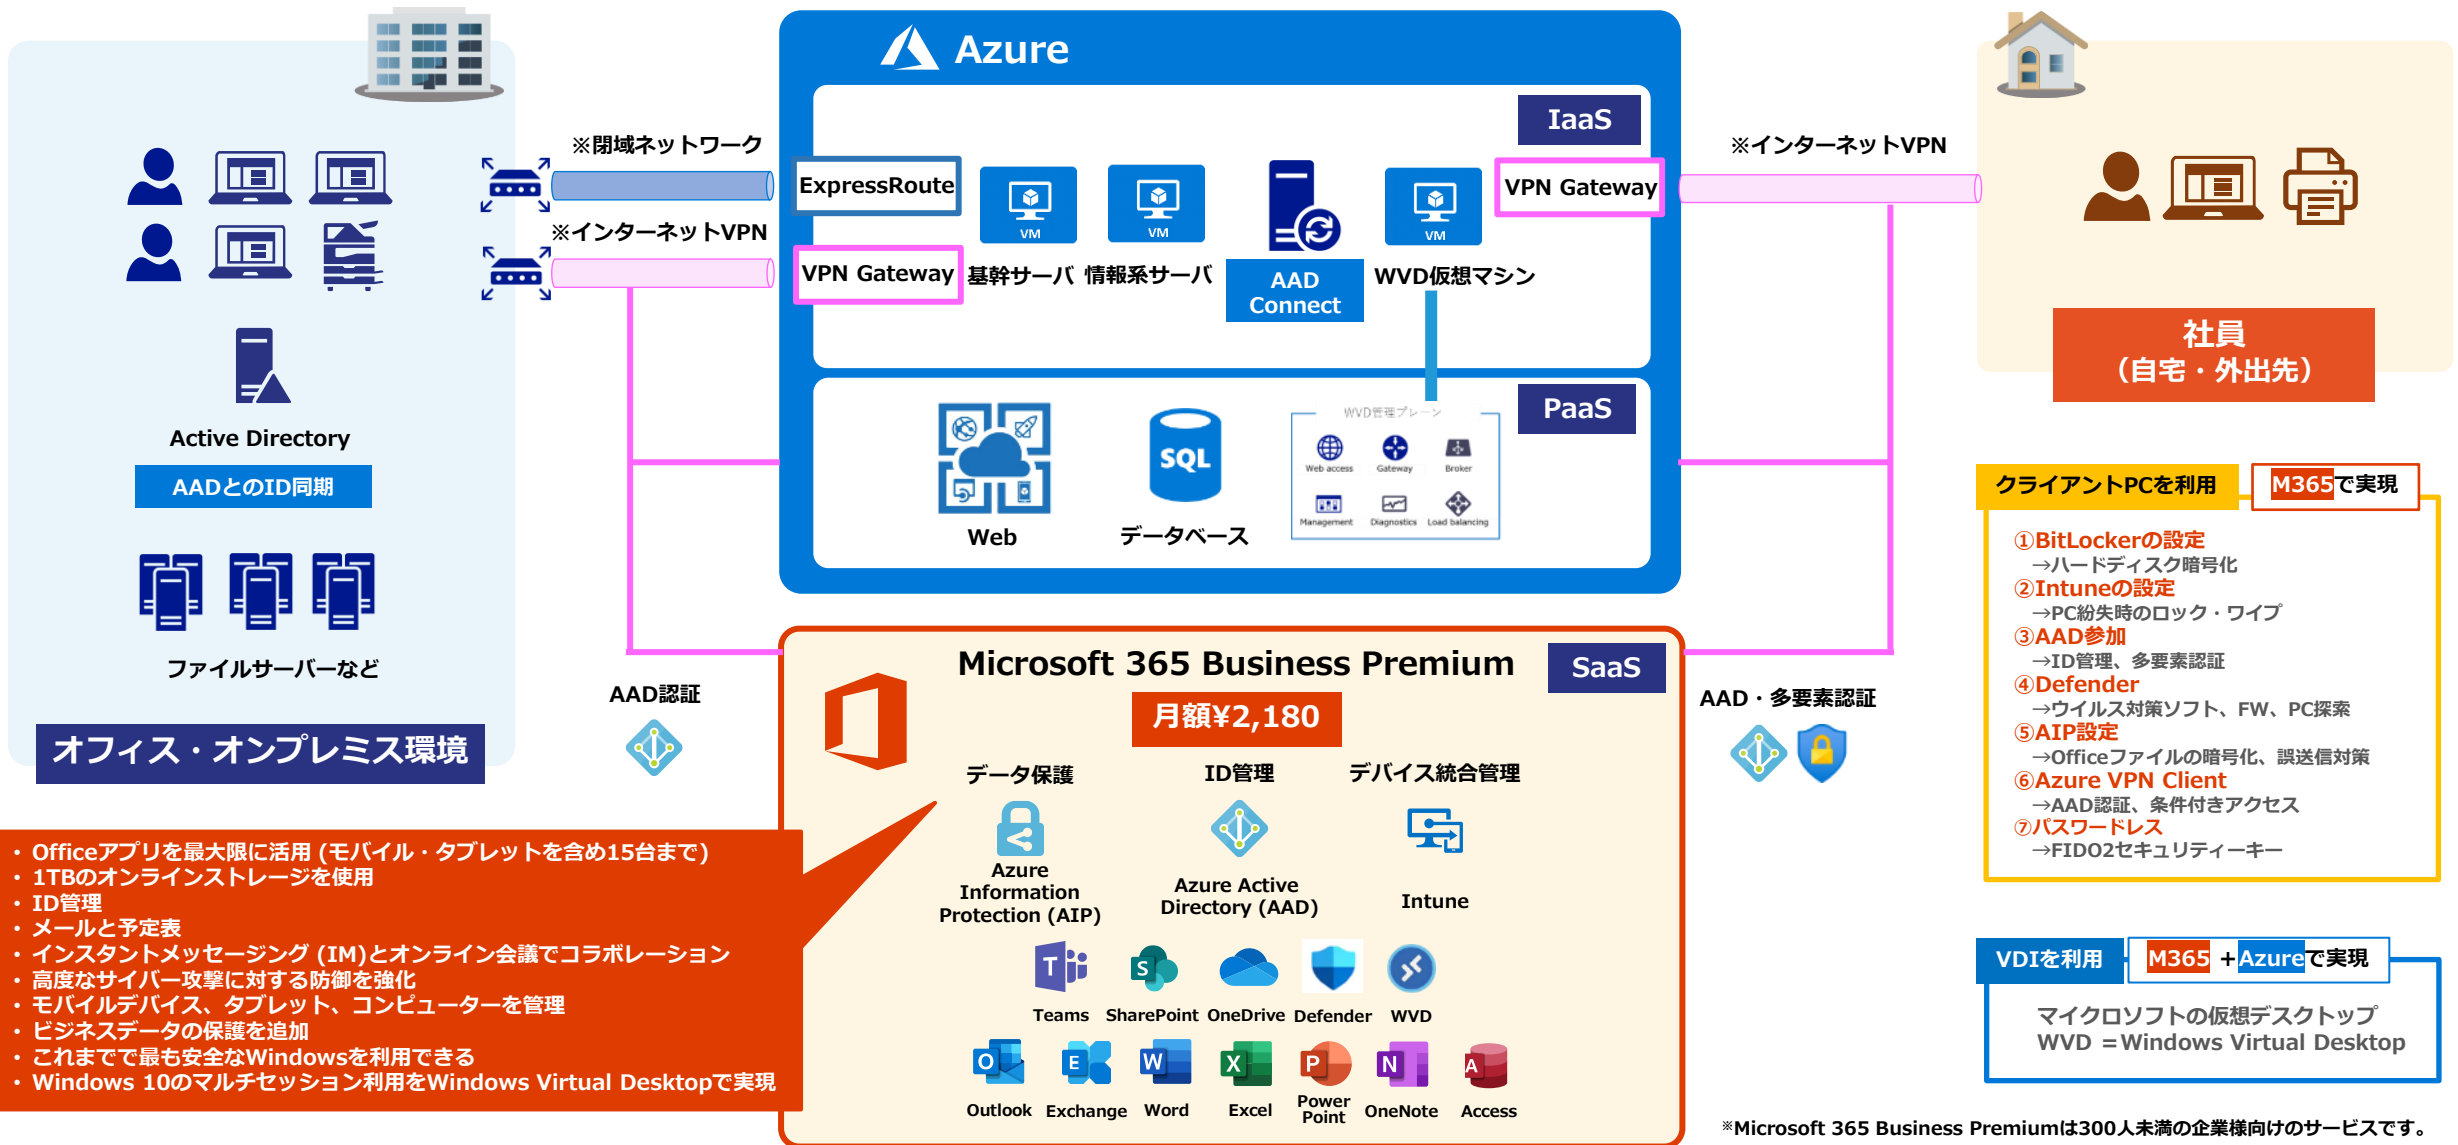 ※閉域ネットワーク
※インターネットVPN
Active Directory
AADとのID同期
ファイルサーバーなど
オフィス・オンプレミス環境
AAD認証
Azure
IaaS
ExpressRoute
VPN Gateway
VM
基幹サーバ
VM
情報系サーバ
AAD
Connect
VM
WVD仮想マシン
VPN Gateway
PaaS
Web
SQL
データベース
WVD管理プレーン
Web access
Gateway
Broker
Management
Diagnostics
Load balancing
※インターネットVPN
社員
（自宅・外出先）
Microsoft 365 Business Premium
SaaS
月額¥2,180
データ保護
ID管理
デバイス統合管理
Azure
Information
Protection (AIP)
Azure Active
Directory (AAD)
Intune
T
S
Teams
SharePoint
OneDrive
Defender
WVD
O
E
W
X
P
N
A
Outlook
Exchange
Word
Excel
Power
Point
OneNote
Access
AAD・多要素認証
・Officeアプリを最大限に活用 (モバイル・タブレットを含め15台まで)
・1TBのオンラインストレージを使用
・ID管理
・メールと予定表
・インスタントメッセージング (IM)とオンライン会議でコラボレーション
・高度なサイバー攻撃に対する防御を強化
・モバイルデバイス、タブレット、コンピューターを管理
・ビジネスデータの保護を追加
・これまでで最も安全なWindowsを利用できる
・Windows 10のマルチセッション利用をWindows Virtual Desktopで実現
クライアントPCを利用
M365で実現
①BitLockerの設定
→ハードディスク暗号化
②Intuneの設定
→PC紛失時のロック・ワイプ
③AAD参加
→ID管理、多要素認証
④Defender
→ウイルス対策ソフト、FW、PC探索
⑤AIP設定
→Officeファイルの暗号化、誤送信対策
⑥Azure VPN Client
→AAD認証、条件付きアクセス
⑦パスワードレス
→FIDO2セキュリティーキー
VDIを利用
M365 +Azureで実現
マイクロソフトの仮想デスクトップ
WVD =Windows Virtual Desktop
※Microsoft 365 Business Premiumは300人未満の企業様向けのサービスです。